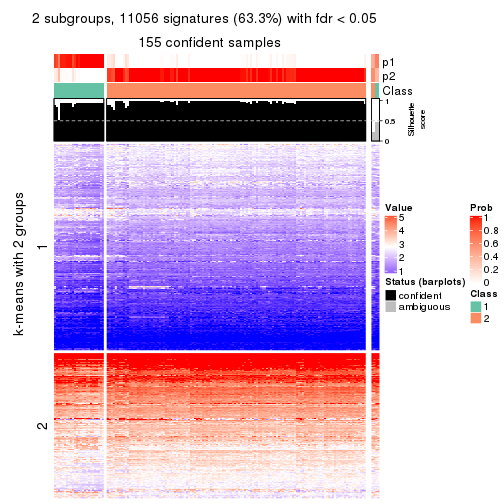 2 subgroups, 11056 signatures (63.3%) with fdr < 0.05
155 confident samples
p1
p2
Class
1
0.5
0
Silhouette
score
k-means with 2 groups
1
2
Value
5
4
3
2
1
Status (barplots)
confident
ambiguous
Prob
1
0.8
0.6
0.4
0.2
0
Class
1
2